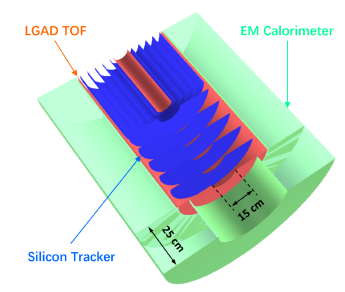 LGAD TOF
EM Calorimeter
15 cm
25 cm
Silicon Tracker